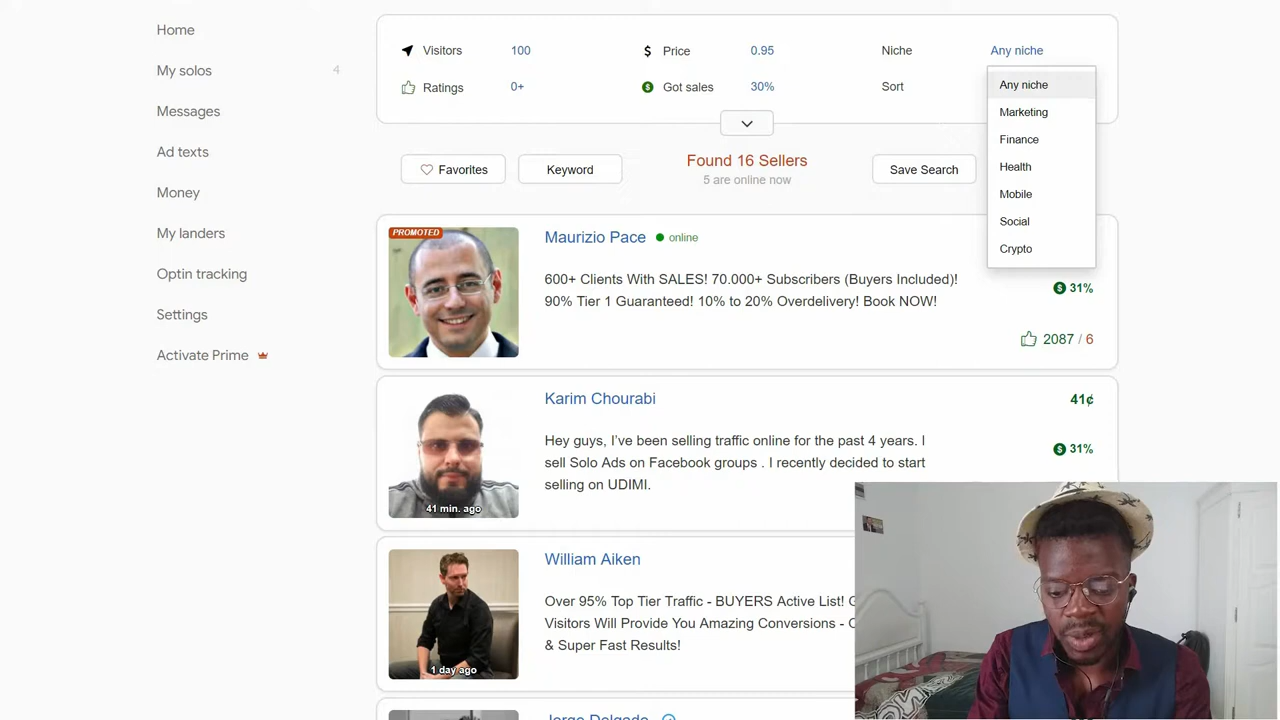 Home
My solos 4
Messages
Ad texts
Money
My landers
Optin tracking
Settings
Activate Prime
Visitors 100
Price 0.95
Niche Any niche
Ratings 0+
Got sales 30%
Sort
Any niche
Marketing
Finance
Health
Mobile
Social
Crypto
Favorites
Keyword
Found 16 Sellers
5 are online now
Save Search
PROMOTED
Maurizio Pace online
600+ Clients With SALES! 70.000+ Subscribers (Buyers Included)!
90% Tier 1 Guaranteed! 10% to 20% Overdelivery! Book NOW!
31%
2087 / 6
Karim Chourabi
41¢
Hey guys, I've been selling traffic online for the past 4 years. I
sell Solo Ads on Facebook groups . I recently decided to start
selling on UDIMI.
31%
41 min. ago
William Aiken
Over 95% Top Tier Traffic - BUYERS Active List!
Visitors Will Provide You Amazing Conversions -
& Super Fast Results!
1 day ago
Jorge Delgado